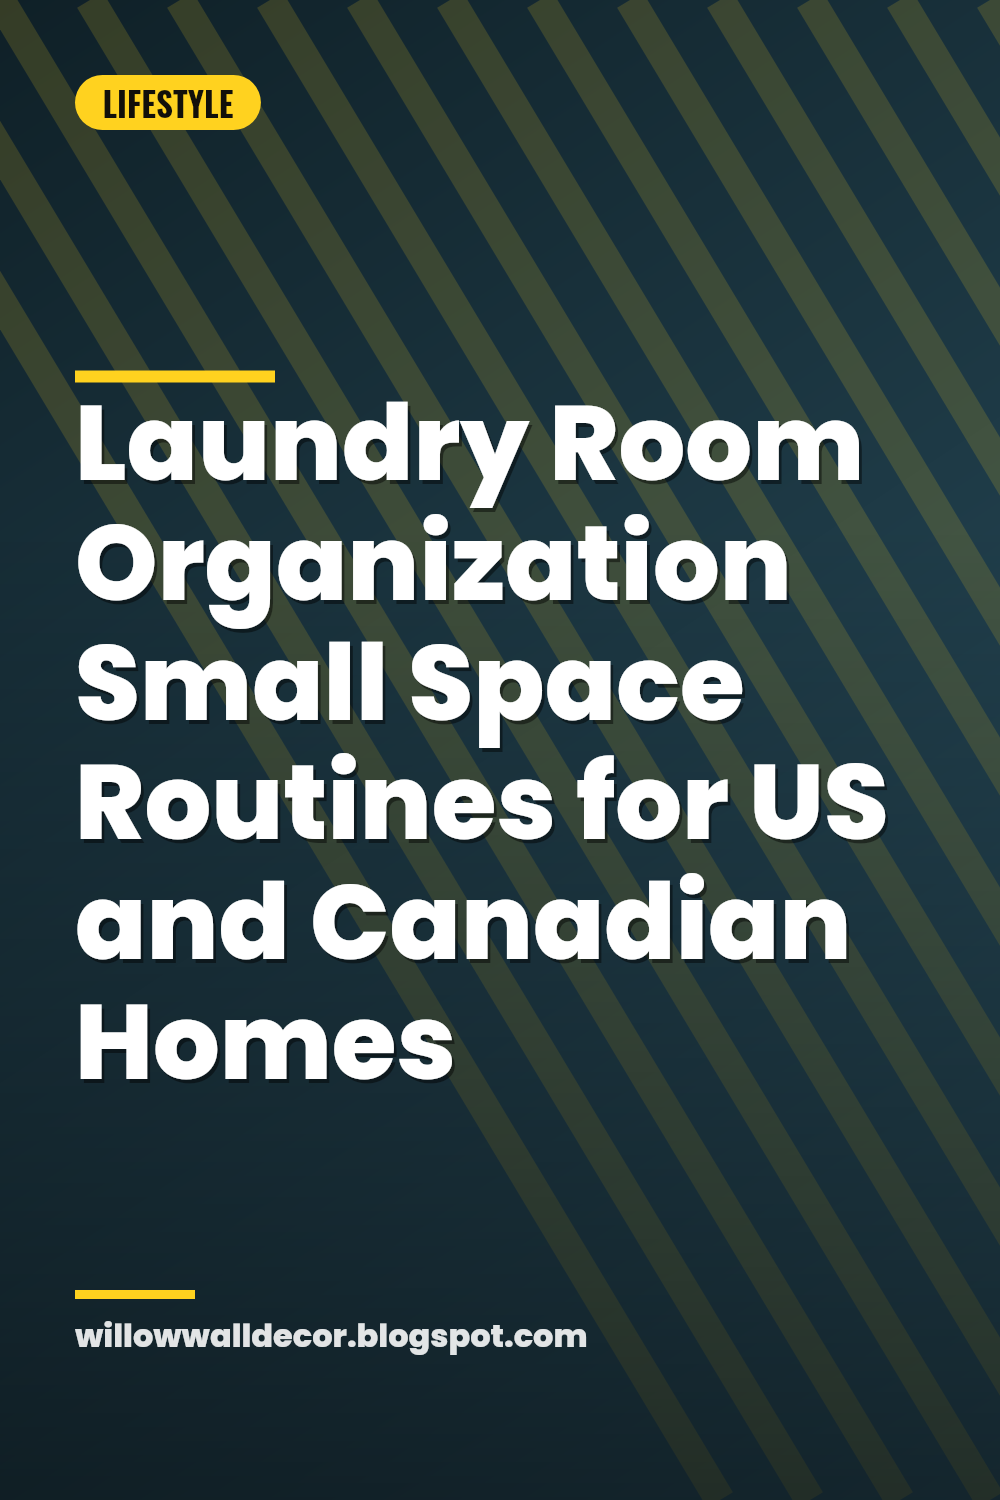 LIFESTYLE
Laundry Room
Organization
Small Space
Routines for US
and Canadian
Homes
willowwalldecor.blogspot.com